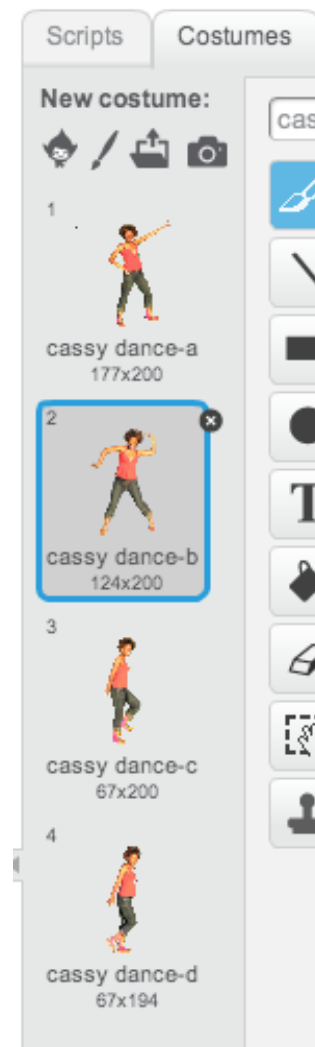 Scripts Costumes
New costume:
cas
1
cassy dance-a
177x200
2
cassy dance-b
124x200
T
3
cassy dance-c
67x200
4
cassy dance-d
67x194